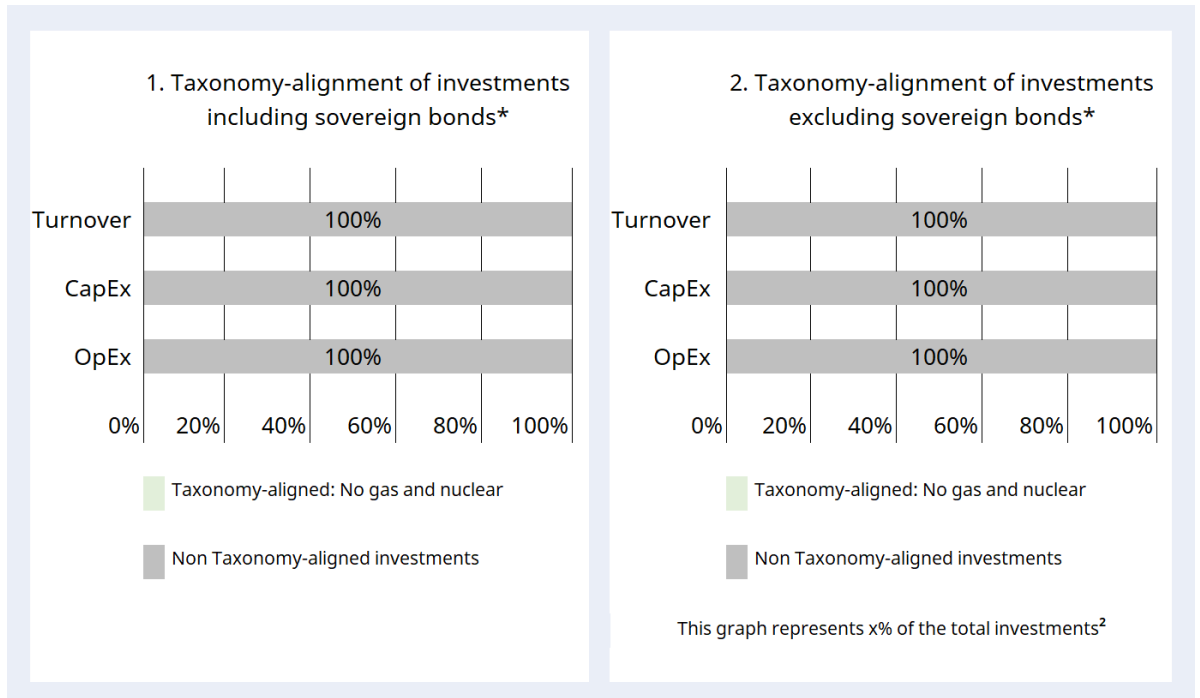 1. Taxonomy-alignment of investments
including sovereign bonds*
Turnover
100%
CapEx
100%
OpEx
100%
0% 20% 40% 60% 80% 100%
Taxonomy-aligned: No gas and nuclear
Non Taxonomy-aligned investments
2. Taxonomy-alignment of investments
excluding sovereign bonds*
Turnover
100%
CapEx
100%
OpEx
100%
0% 20% 40% 60% 80% 100%
Taxonomy-aligned: No gas and nuclear
Non Taxonomy-aligned investments
This graph represents x% of the total investments²